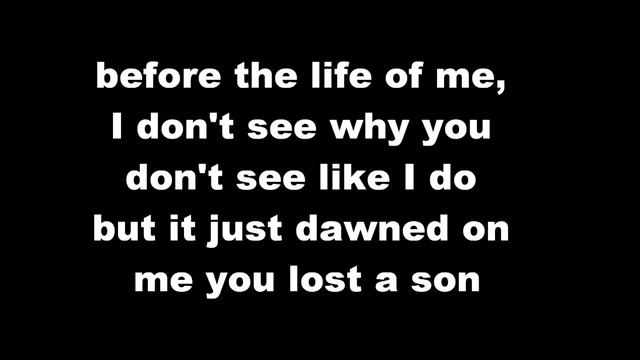 before the life of me,
I don't see why you
don't see like I do
but it just dawned on
me you lost a son